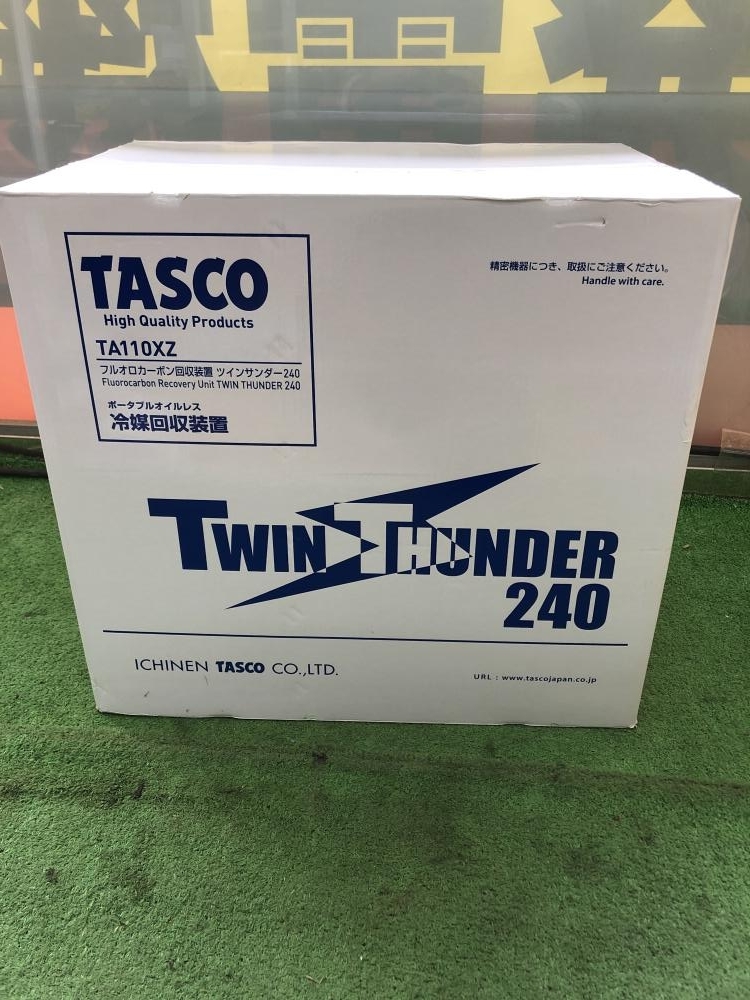 TASCO
High Quality Products
TA110XZ
フルオロカーボン回収装置 ツインサンダー240
Fluorocarbon Recovery Unit TWIN THUNDER 240
ポータブルオイルレス
冷媒回収装置
精密機器につき、取扱にご注意ください。
Handle with care.
TWIN THUNDER
240
ICHINEN TASCO CO.,LTD.
URL : www.tascojapan.co.jp